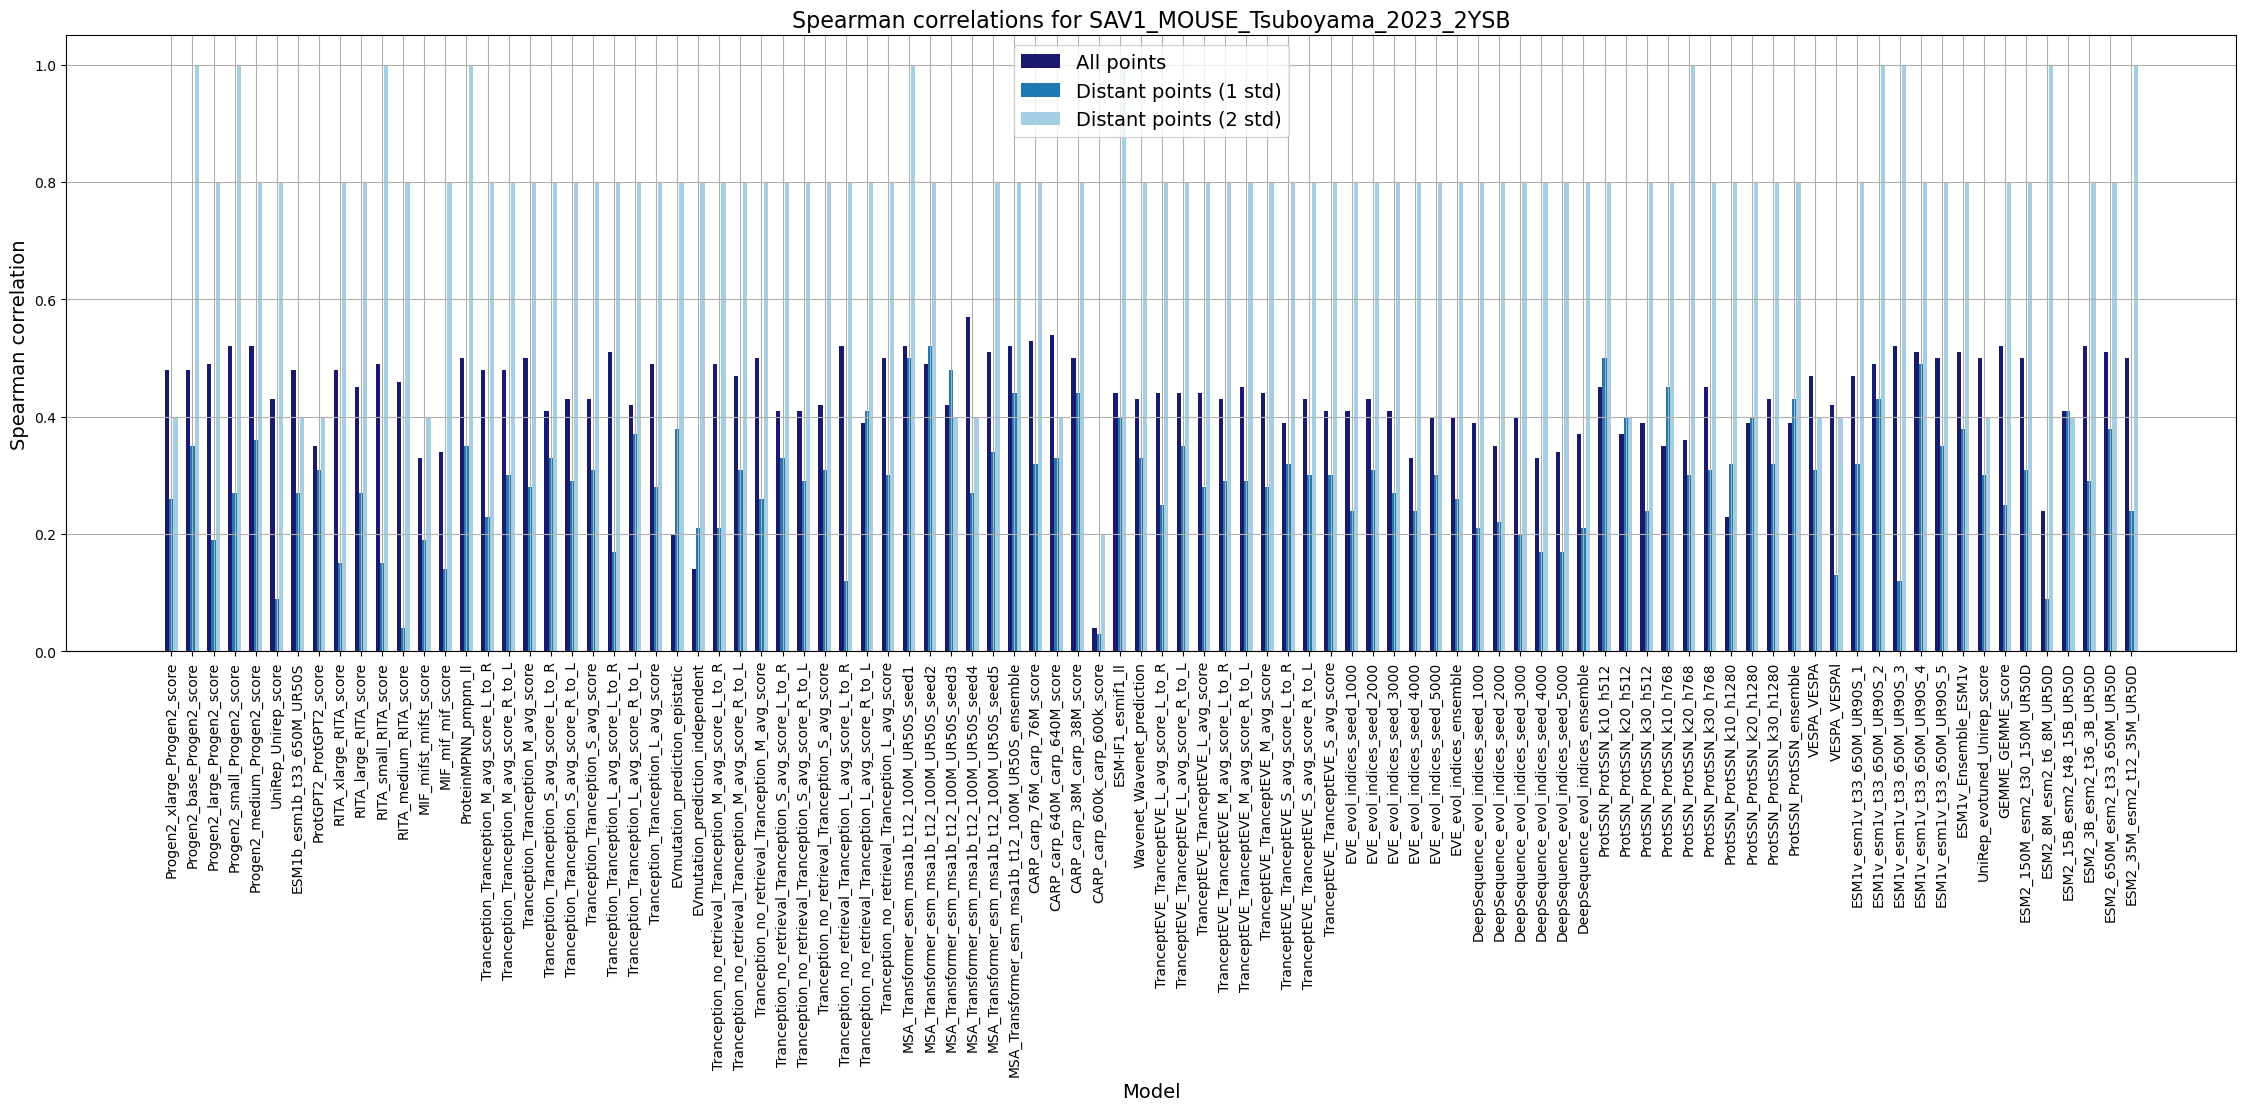 Spearman correlations for SAV1_MOUSE_Tsuboyama_2023_2YSB
All points
Distant points (1 std)
Distant points (2 std)
Spearman correlation
1.0
0.8
0.6
0.4
0.2
0.0
Progen2_xlarge_Progen2_score
Progen2_base_Progen2_score
Progen2_large_Progen2_score
Progen2_small_Progen2_score
Progen2_medium_Progen2_score
UniRep_Unirep_score
ESM1b_esm1b_t33_650M_UR50S
ProtGPT2_ProtGPT2_score
RITA_xlarge_RITA_score
RITA_large_RITA_score
RITA_small_RITA_score
RITA_medium_RITA_score
MIF_mifst_mifst_score
MIF_mif_mif_score
ProteinMPNN_pmpnn_ll
Tranception_Tranception_M_avg_score_L_to_R
Tranception_Tranception_M_avg_score_R_to_L
Tranception_Tranception_M_avg_score
Tranception_Tranception_S_avg_score_L_to_R
Tranception_Tranception_S_avg_score_R_to_L
Tranception_Tranception_S_avg_score
Tranception_Tranception_L_avg_score_L_to_R
Tranception_Tranception_L_avg_score_R_to_L
Tranception_Tranception_L_avg_score
EVmutation_prediction_epistatic
EVmutation_prediction_independent
Tranception_no_retrieval_Tranception_M_avg_score_L_to_R
Tranception_no_retrieval_Tranception_M_avg_score_R_to_L
Tranception_no_retrieval_Tranception_M_avg_score
Tranception_no_retrieval_Tranception_S_avg_score_L_to_R
Tranception_no_retrieval_Tranception_S_avg_score_R_to_L
Tranception_no_retrieval_Tranception_S_avg_score
Tranception_no_retrieval_Tranception_L_avg_score_L_to_R
Tranception_no_retrieval_Tranception_L_avg_score_R_to_L
Tranception_no_retrieval_Tranception_L_avg_score
MSA_Transformer_esm_msa1b_t12_100M_UR50S_seed1
MSA_Transformer_esm_msa1b_t12_100M_UR50S_seed2
MSA_Transformer_esm_msa1b_t12_100M_UR50S_seed3
MSA_Transformer_esm_msa1b_t12_100M_UR50S_seed4
MSA_Transformer_esm_msa1b_t12_100M_UR50S_seed5
MSA_Transformer_esm_msa1b_t12_100M_UR50S_ensemble
CARP_carp_76M_carp_76M_score
CARP_carp_640M_carp_640M_score
CARP_carp_38M_carp_38M_score
CARP_carp_600k_carp_600k_score
ESM-IF1_esmif1_ll
Wavenet_Wavenet_prediction
TranceptEVE_TranceptEVE_L_avg_score_L_to_R
TranceptEVE_TranceptEVE_L_avg_score_R_to_L
TranceptEVE_TranceptEVE_L_avg_score
TranceptEVE_TranceptEVE_M_avg_score_L_to_R
TranceptEVE_TranceptEVE_M_avg_score_R_to_L
TranceptEVE_TranceptEVE_M_avg_score
TranceptEVE_TranceptEVE_S_avg_score_L_to_R
TranceptEVE_TranceptEVE_S_avg_score_R_to_L
TranceptEVE_TranceptEVE_S_avg_score
EVE_evol_indices_seed_1000
EVE_evol_indices_seed_2000
EVE_evol_indices_seed_3000
EVE_evol_indices_seed_4000
EVE_evol_indices_seed_5000
EVE_evol_indices_ensemble
DeepSequence_evol_indices_seed_1000
DeepSequence_evol_indices_seed_2000
DeepSequence_evol_indices_seed_3000
DeepSequence_evol_indices_seed_4000
DeepSequence_evol_indices_seed_5000
DeepSequence_evol_indices_ensemble
ProtSSN_ProtSSN_k10_h512
ProtSSN_ProtSSN_k20_h512
ProtSSN_ProtSSN_k30_h512
ProtSSN_ProtSSN_k10_h768
ProtSSN_ProtSSN_k20_h768
ProtSSN_ProtSSN_k30_h768
ProtSSN_ProtSSN_k10_h1280
ProtSSN_ProtSSN_k20_h1280
ProtSSN_ProtSSN_k30_h1280
ProtSSN_ProtSSN_ensemble
VESPA_VESPA
VESPA_VESPAl
ESM1v_esm1v_t33_650M_UR90S_1
ESM1v_esm1v_t33_650M_UR90S_2
ESM1v_esm1v_t33_650M_UR90S_3
ESM1v_esm1v_t33_650M_UR90S_4
ESM1v_esm1v_t33_650M_UR90S_5
ESM1v_Ensemble_ESM1v
UniRep_evotuned_Unirep_score
GEMME_GEMME_score
ESM2_150M_esm2_t30_150M_UR50D
ESM2_8M_esm2_t6_8M_UR50D
ESM2_15B_esm2_t48_15B_UR50D
ESM2_3B_esm2_t36_3B_UR50D
ESM2_650M_esm2_t33_650M_UR50D
ESM2_35M_esm2_t12_35M_UR50D
Model